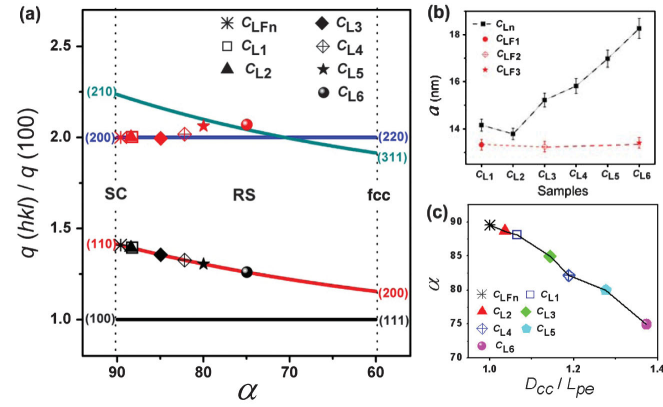 (a)
C_LFn
C_L1
C_L2
C_L3
C_L4
C_L5
C_L6
q (hkl) / q (100)
2.5
2.0
1.5
1.0
(210)
(200)
(220)
(311)
SC
RS
fcc
(110)
(200)
(100)
(111)
90
80
70
60
α
(b)
C_Ln
C_LF1
C_LF2
C_LF3
a (nm)
18
16
14
C_L1
C_L2
C_L3
C_L4
C_L5
C_L6
Samples
(c)
α
90
85
80
75
70
C_LFn
C_L1
C_L2
C_L3
C_L4
C_L5
C_L6
1.0
1.2
1.4
D_cc / L_pe